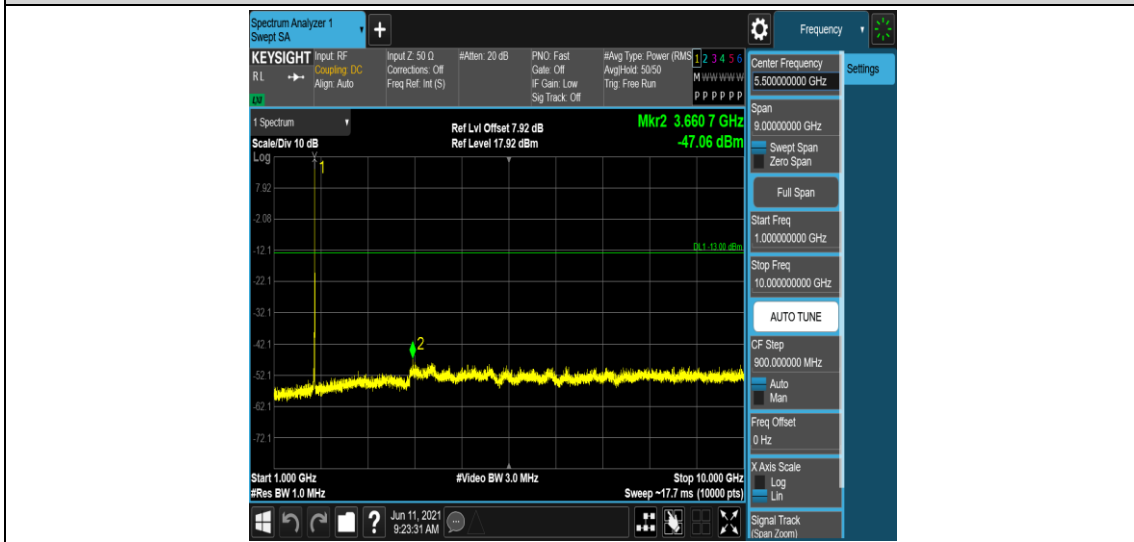 Spectrum Analyzer 1
Swept SA
+
Frequency
KEYSIGHT
RL
LXI
Input: RF
Coupling: DC
Align: Auto
Input Z: 50 Ω
Corrections: Off
Freq Ref: Int (S)
#Atten: 20 dB
PNO: Fast
Gate: Off
IF Gain: Low
Sig Track: Off
#Avg Type: Power (RMS
Avg|Hold: 50/50
Trig: Free Run
1 2 3 4 5 6
M W W W W W
P P P P P P
1 Spectrum
Scale/Div 10 dB
Log
Ref Lvl Offset 7.92 dB
Ref Level 17.92 dBm
Mkr2 3.660 7 GHz
-47.06 dBm
1
7.92
-2.08
-12.1
DL1 -13.00 dBm
-22.1
-32.1
-42.1
2
-52.1
-62.1
-72.1
Start 1.000 GHz
#Res BW 1.0 MHz
#Video BW 3.0 MHz
Stop 10.000 GHz
Sweep ~17.7 ms (10000 pts)
?
Jun 11, 2021
9:23:31 AM
Center Frequency
5.500000000 GHz
Settings
Span
9.00000000 GHz
Swept Span
Zero Span
Full Span
Start Freq
1.000000000 GHz
Stop Freq
10.000000000 GHz
AUTO TUNE
CF Step
900.000000 MHz
Auto
Man
Freq Offset
0 Hz
X Axis Scale
Log
Lin
Signal Track
(Span Zoom)